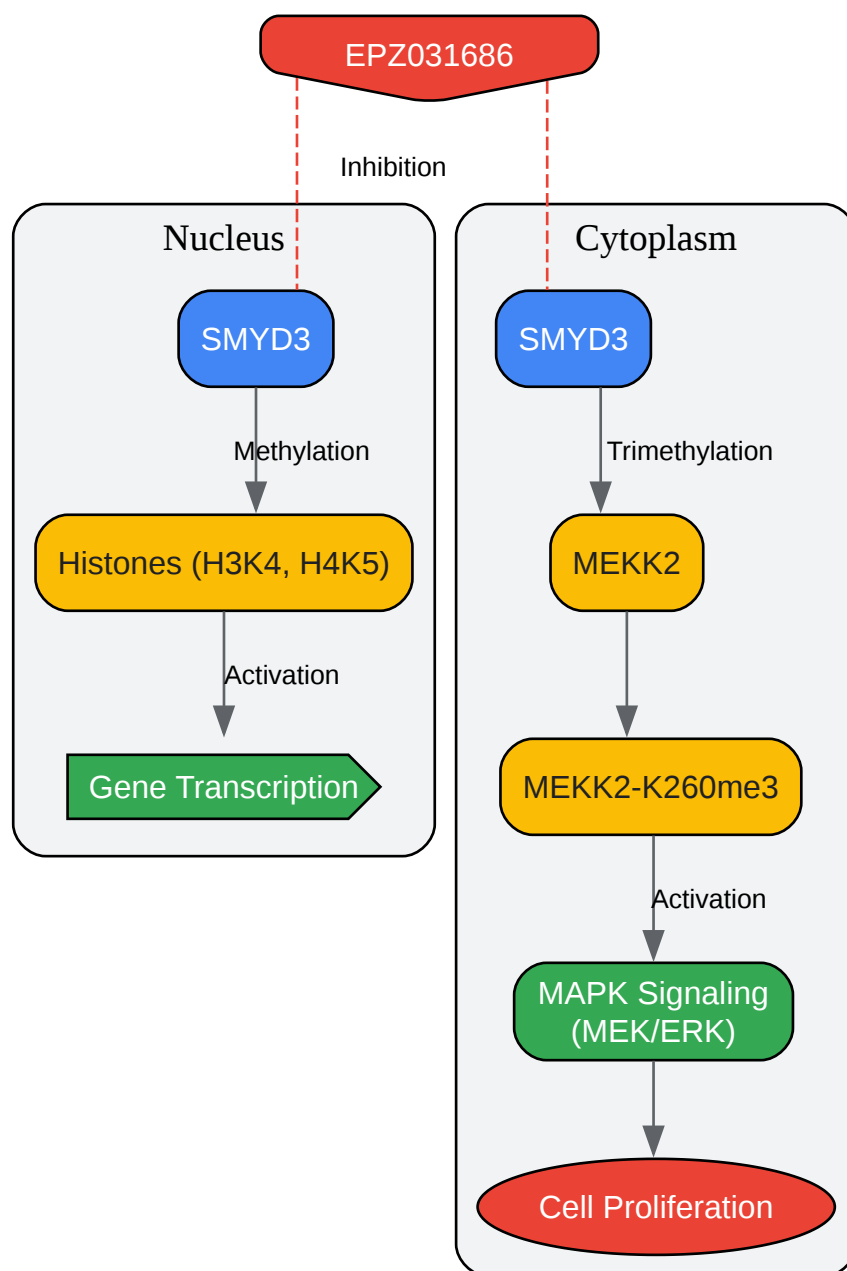 EPZ031686
Inhibition
Nucleus
SMYD3
Methylation
Histones (H3K4, H4K5)
Activation
Gene Transcription
Cytoplasm
SMYD3
Trimethylation
MEKK2
MEKK2-K260me3
Activation
MAPK Signaling
(MEK/ERK)
Cell Proliferation